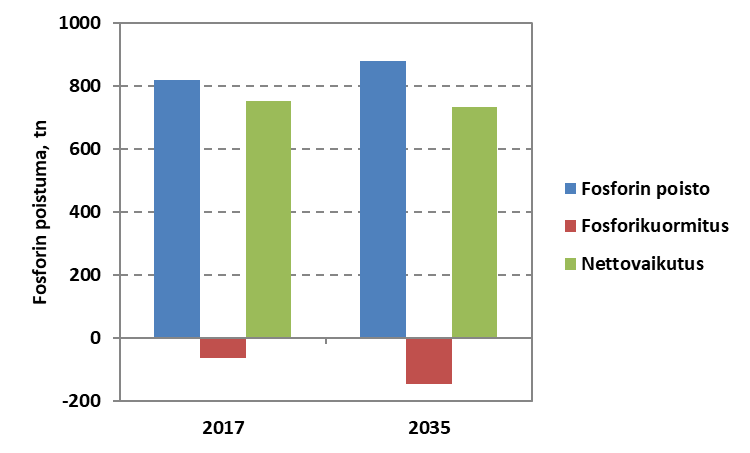 1000
800
600
400
200
0
-200
Fosforin poistuma, tn
2017
2035
Fosforin poisto
Fosforikuormitus
Nettovaikutus